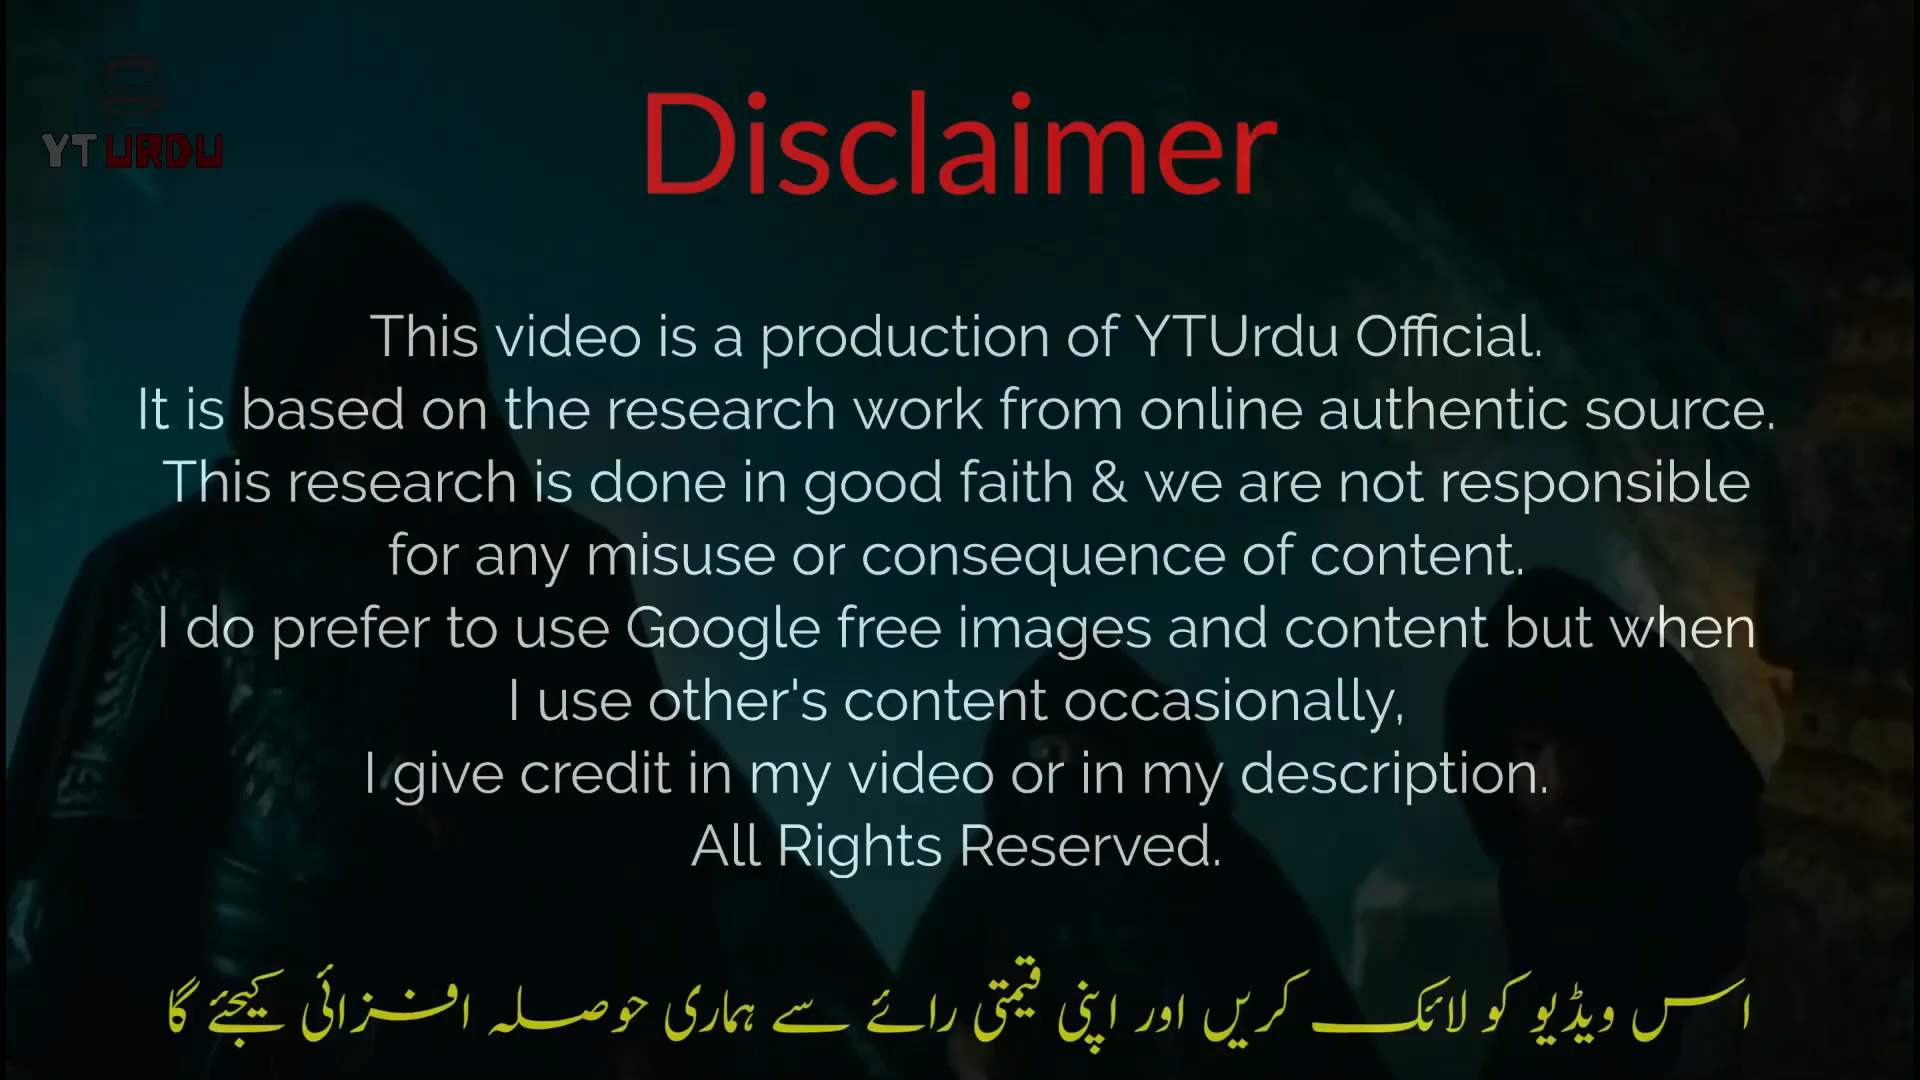 YT URDU
Disclaimer
This video is a production of YTUrdu Official.
It is based on the research work from online authentic source.
This research is done in good faith & we are not responsible
for any misuse or consequence of content.
I do prefer to use Google free images and content but when
I use other's content occasionally,
I give credit in my video or in my description.
All Rights Reserved.
اس ویڈیو کو لائک کریں اور اپنی قیمتی رائے سے ہماری حوصلہ افزائی کیجئے گا